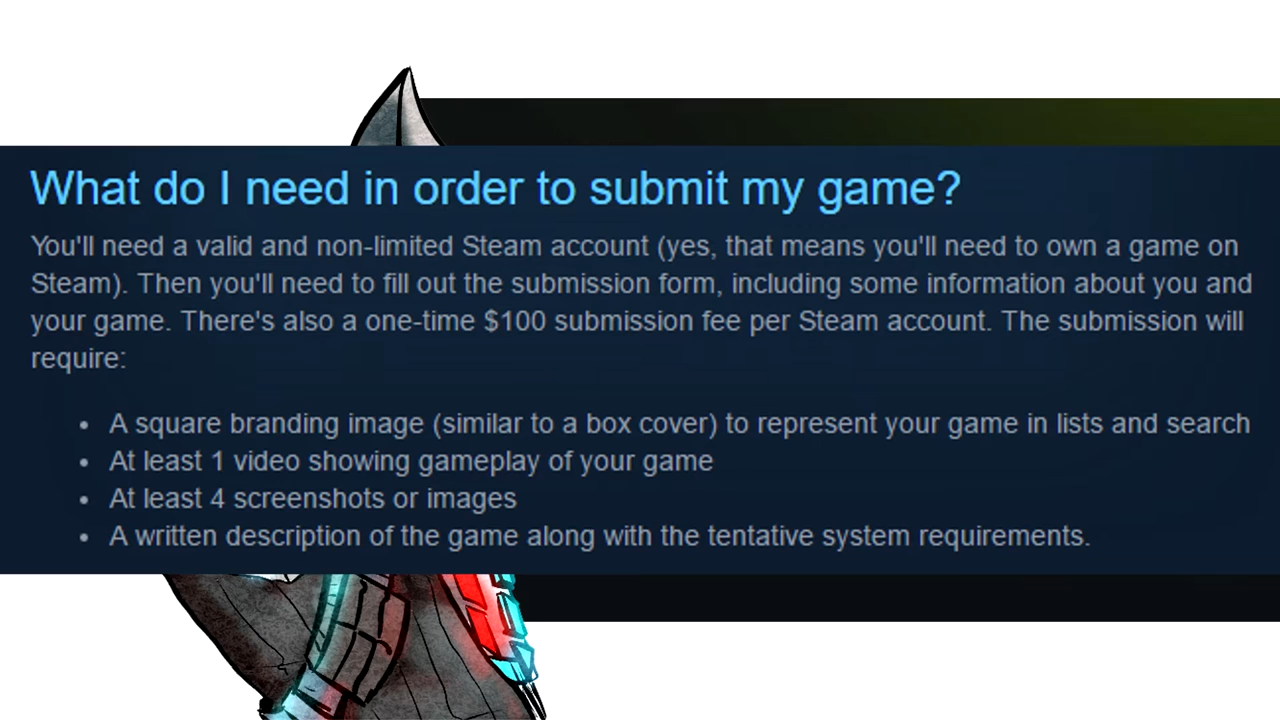 What do I need in order to submit my game?
You'll need a valid and non-limited Steam account (yes, that means you'll need to own a game on
Steam). Then you'll need to fill out the submission form, including some information about you and
your game. There's also a one-time $100 submission fee per Steam account. The submission will
require:
• A square branding image (similar to a box cover) to represent your game in lists and search
• At least 1 video showing gameplay of your game
• At least 4 screenshots or images
• A written description of the game along with the tentative system requirements.